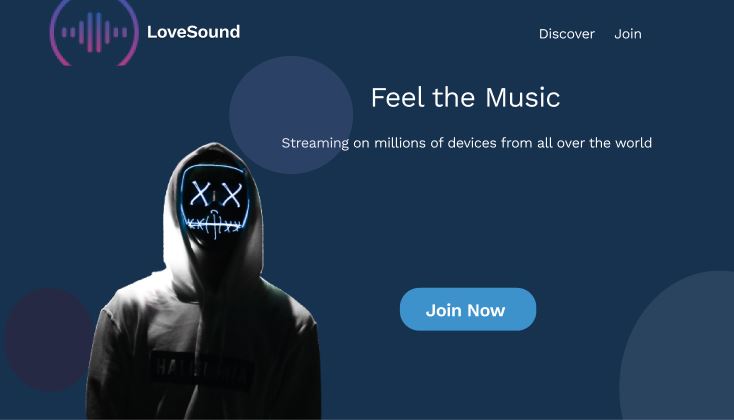 LoveSound
Discover
Join
Feel the Music
Streaming on millions of devices from all over the world
Join Now